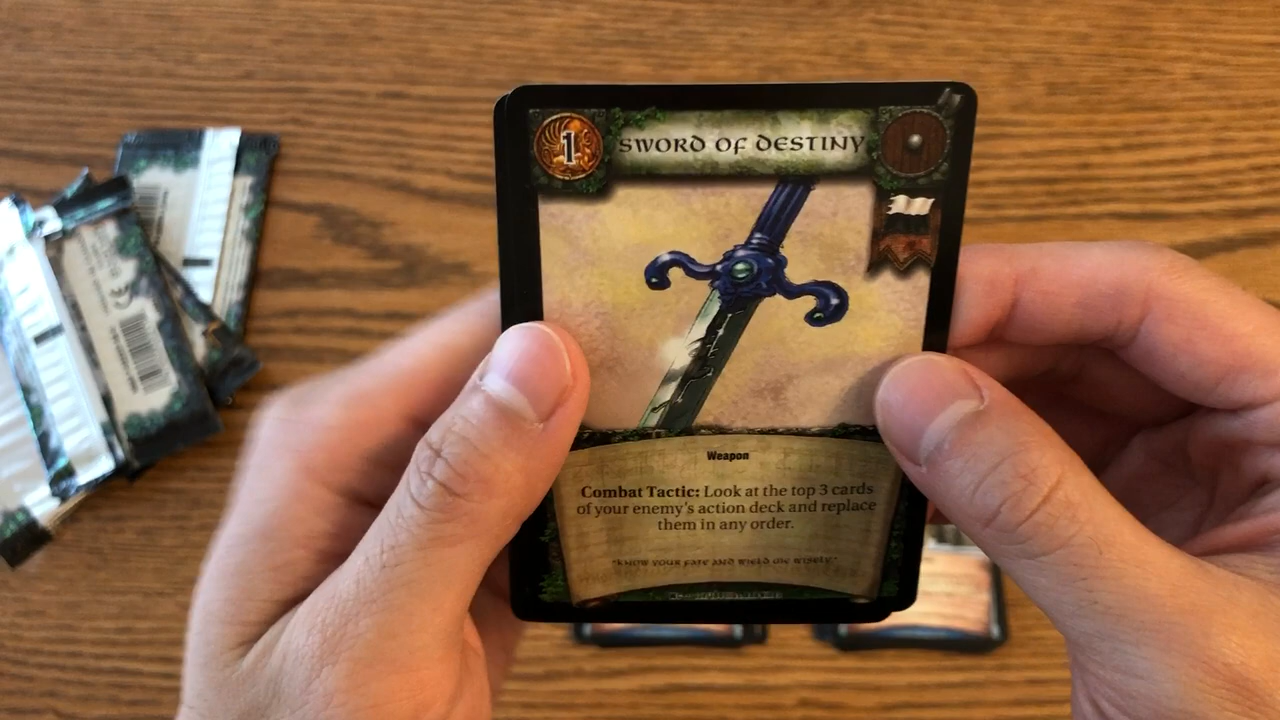 1
SWORD OF DESTINY
Weapon
Combat Tactic: Look at the top 3 cards
of your enemy's action deck and replace
them in any order.
"KNOW YOUR FATE AND WIELD ME WISELY"